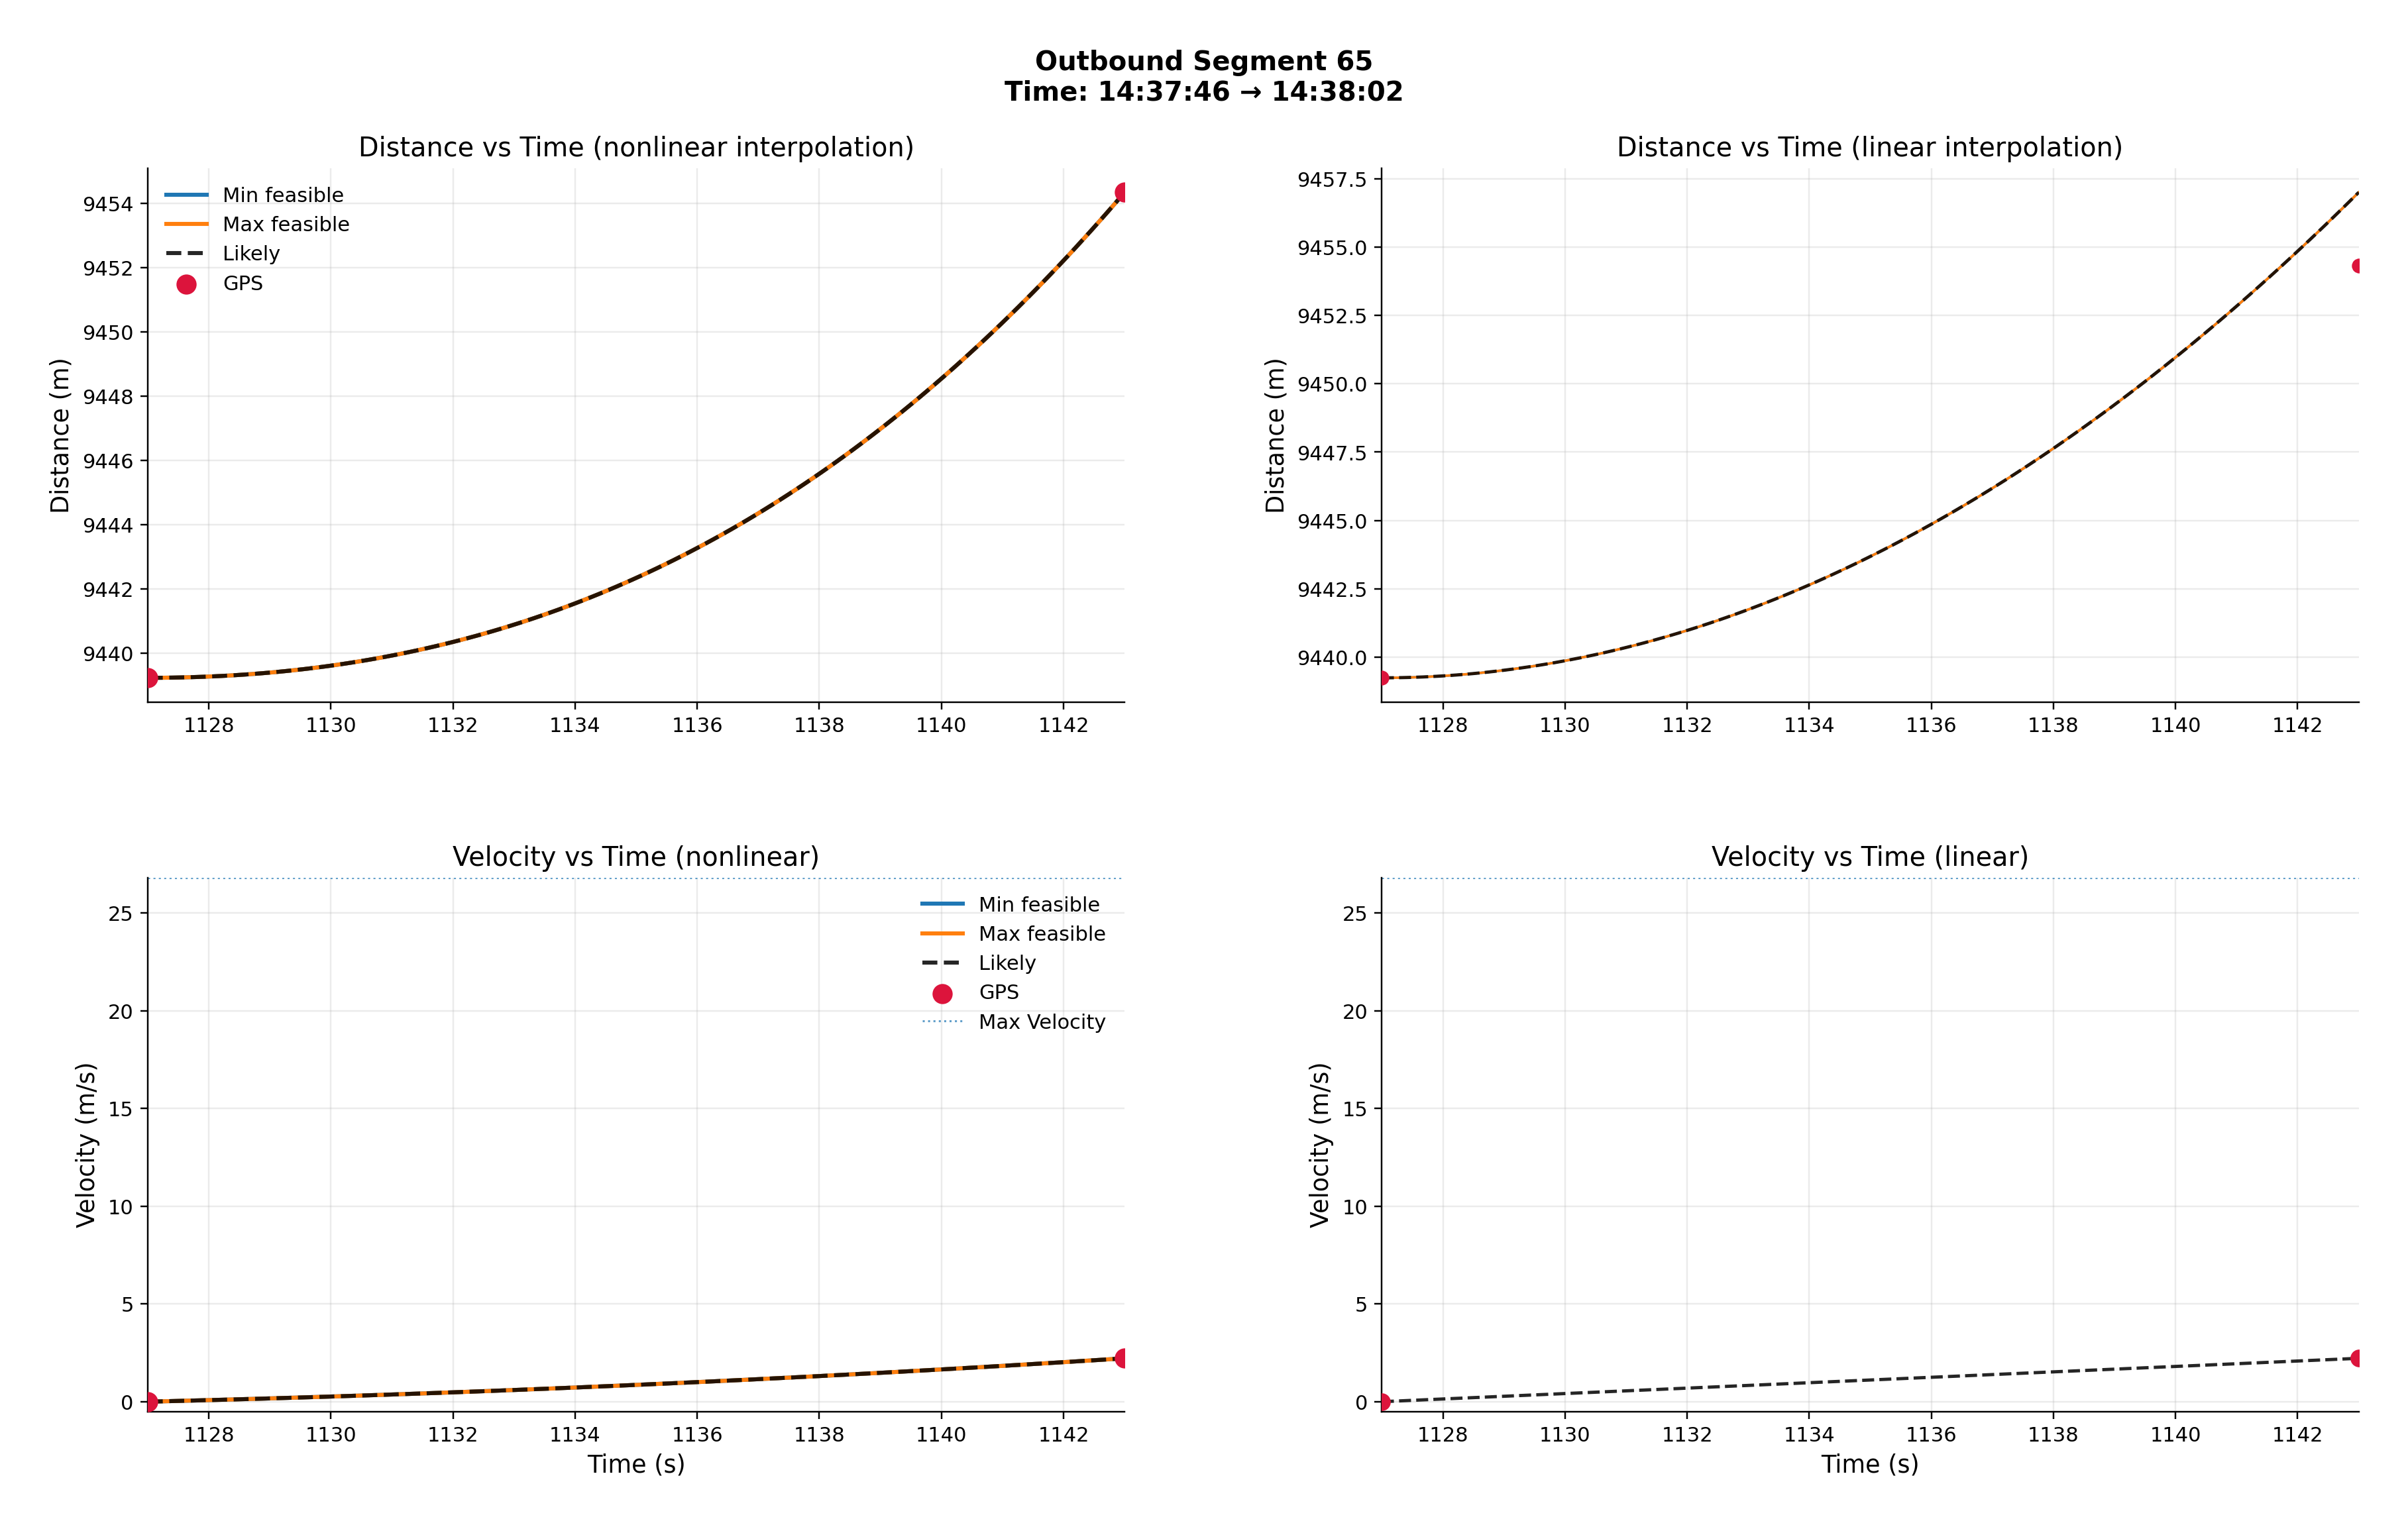 Outbound Segment 65
Time: 14:37:46 → 14:38:02
Distance vs Time (nonlinear interpolation)
Distance (m)
9454
9452
9450
9448
9446
9444
9442
9440
Min feasible
Max feasible
Likely
GPS
1128 1130 1132 1134 1136 1138 1140 1142
Distance vs Time (linear interpolation)
Distance (m)
9457.5
9455.0
9452.5
9450.0
9447.5
9445.0
9442.5
9440.0
1128 1130 1132 1134 1136 1138 1140 1142
Velocity vs Time (nonlinear)
Velocity (m/s)
25
20
15
10
5
0
Min feasible
Max feasible
Likely
GPS
Max Velocity
1128 1130 1132 1134 1136 1138 1140 1142
Time (s)
Velocity vs Time (linear)
Velocity (m/s)
25
20
15
10
5
0
1128 1130 1132 1134 1136 1138 1140 1142
Time (s)